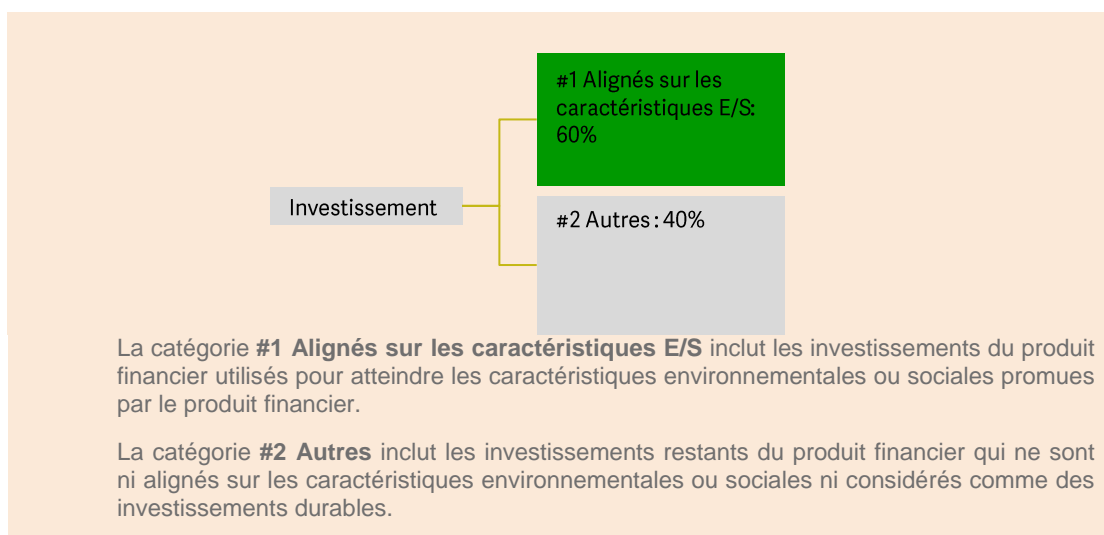 #1 Alignés sur les
caractéristiques E/S:
60%
Investissement
#2 Autres : 40%
La catégorie #1 Alignés sur les caractéristiques E/S inclut les investissements du produit
financier utilisés pour atteindre les caractéristiques environnementales ou sociales promues
par le produit financier.
La catégorie #2 Autres inclut les investissements restants du produit financier qui ne sont
ni alignés sur les caractéristiques environnementales ou sociales ni considérés comme des
investissements durables.